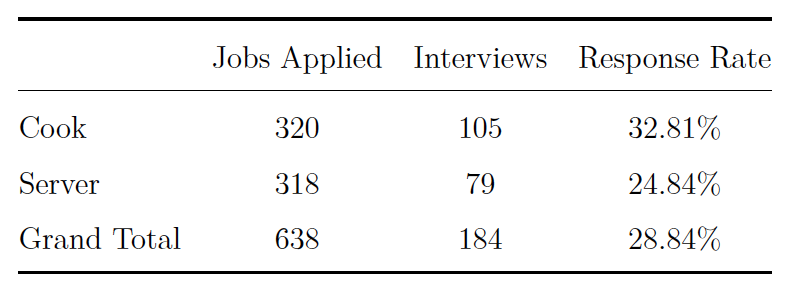 Jobs Applied Interviews Response Rate
Cook 320 105 32.81%
Server 318 79 24.84%
Grand Total 638 184 28.84%